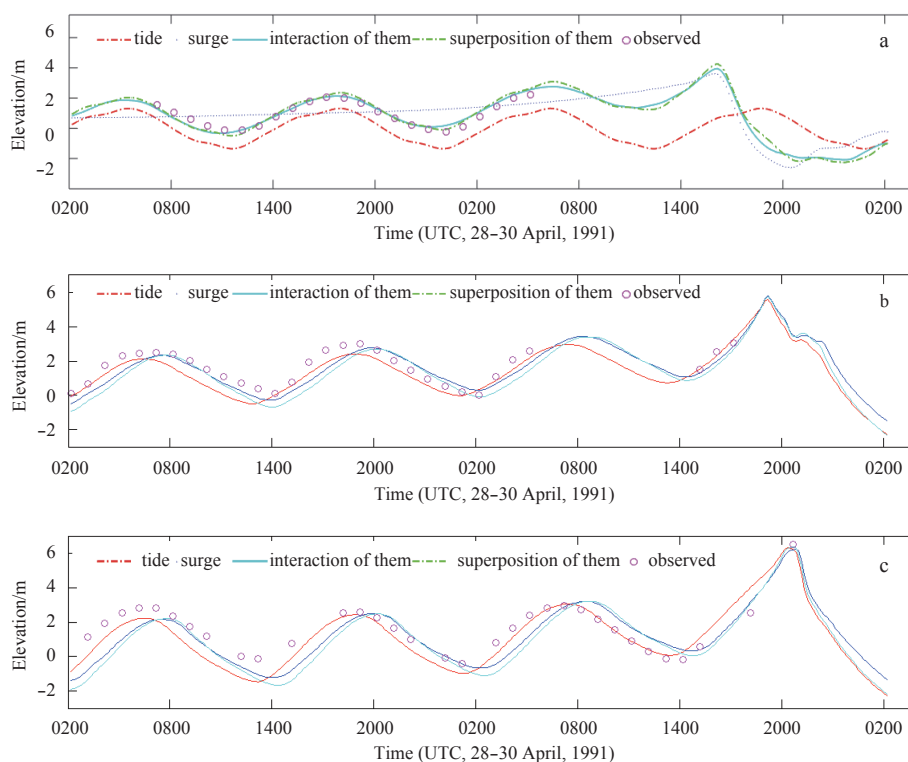 6
4
2
0
-2
Elevation/m
tide surge interaction of them superposition of them observed
a
0200 0800 1400 2000 0200 0800 1400 2000 0200
Time (UTC, 28-30 April, 1991)
6
4
2
0
-2
Elevation/m
tide surge interaction of them superposition of them observed
b
0200 0800 1400 2000 0200 0800 1400 2000 0200
Time (UTC, 28-30 April, 1991)
6
4
2
0
-2
Elevation/m
tide surge interaction of them superposition of them observed
c
0200 0800 1400 2000 0200 0800 1400 2000 0200
Time (UTC, 28-30 April, 1991)